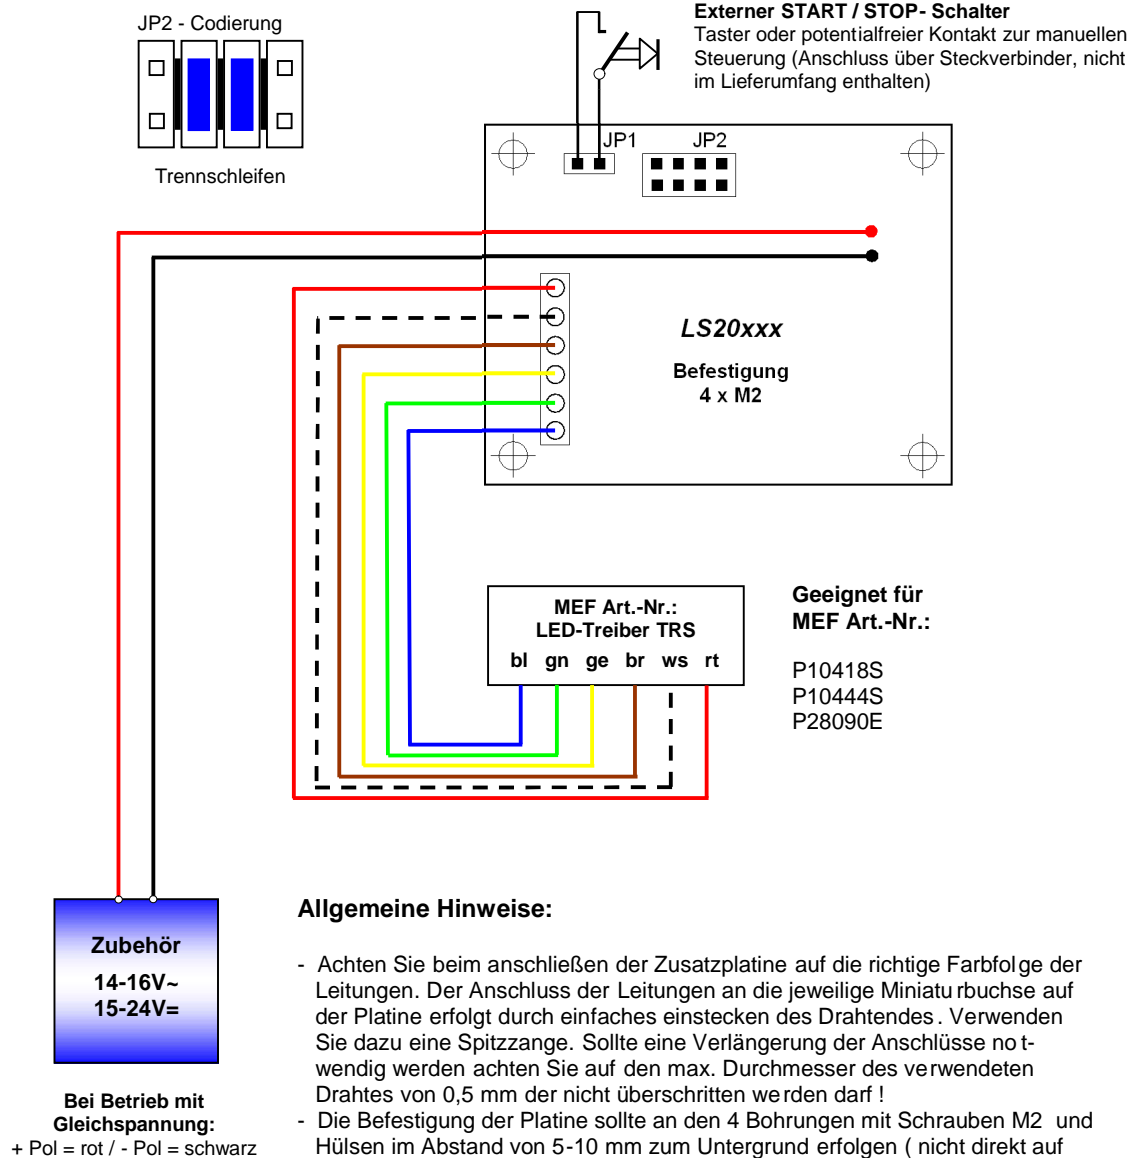 JP2 - Codierung
Trennschleifen
Externer START / STOP- Schalter
Taster oder potentialfreier Kontakt zur manuellen
Steuerung (Anschluss über Steckverbinder, nicht
im Lieferumfang enthalten)
JP1
JP2
LS20xxx
Befestigung
4 x M2
MEF Art.-Nr.:
LED-Treiber TRS
bl gn ge br ws rt
Geeignet für
MEF Art.-Nr.:
P10418S
P10444S
P28090E
Zubehör
14-16V~
15-24V=
Bei Betrieb mit
Gleichspannung:
+ Pol = rot / - Pol = schwarz
Allgemeine Hinweise:
- Achten Sie beim anschließen der Zusatzplatine auf die richtige Farbfolge der
Leitungen. Der Anschluss der Leitungen an die jeweilige Miniaturbuchse auf
der Platine erfolgt durch einfaches einstecken des Drahtendes. Verwenden
Sie dazu eine Spitzzange. Sollte eine Verlängerung der Anschlüsse not-
wendig werden achten Sie auf den max. Durchmesser des verwendeten
Drahtes von 0,5 mm der nicht überschritten werden darf !
- Die Befestigung der Platine sollte an den 4 Bohrungen mit Schrauben M2 und
Hülsen im Abstand von 5-10 mm zum Untergrund erfolgen ( nicht direkt auf